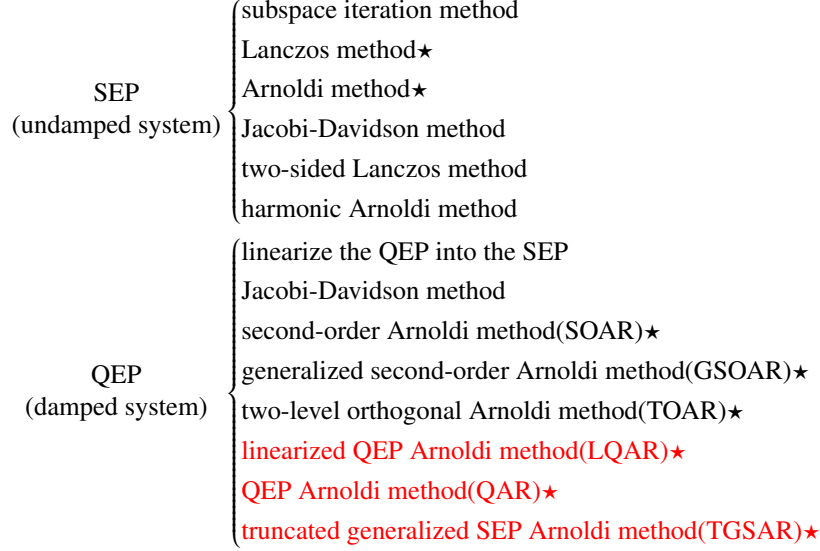 SEP
(undamped system)
subspace iteration method
Lanczos method★
Arnoldi method★
Jacobi-Davidson method
two-sided Lanczos method
harmonic Arnoldi method
QEP
(damped system)
linearize the QEP into the SEP
Jacobi-Davidson method
second-order Arnoldi method(SOAR)★
generalized second-order Arnoldi method(GSOAR)★
two-level orthogonal Arnoldi method(TOAR)★
linearized QEP Arnoldi method(LQAR)★
QEP Arnoldi method(QAR)★
truncated generalized SEP Arnoldi method(TGSAR)★